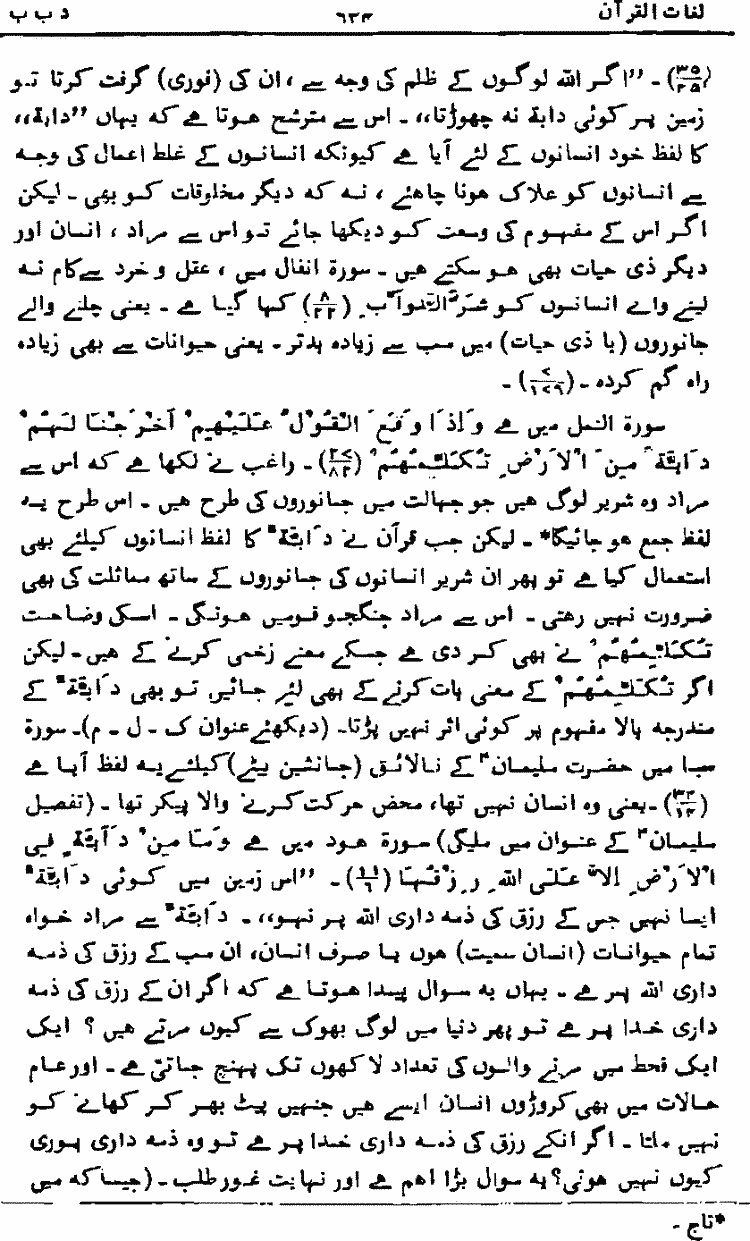 لغات القرآن ۶۳۴ د ب ب
(۳۵/۴۵)۔ ’’اگر اللہ لوگوں کے ظلم کی وجہ سے، ان کی (فوری) گرفت کرتا تو
زمین پر کوئی دابۃ نہ چھوڑتا،،۔ اس سے مترشح ہوتا ہے کہ یہاں ’’دابۃ،،
کا لفظ خود انسانوں کے لئے آیا ہے کیونکہ انسانوں کے غلط اعمال کی وجہ
سے انسانوں کو ہلاک ہونا چاہئے، نہ کہ دیگر مخلوقات کو بھی۔ لیکن
اگر اس کے مفہوم کی وسعت کو دیکھا جائے تو اس سے مراد، انسان اور
دیگر ذی حیات بھی ہو سکتے ہیں۔ سورۃ انفال میں، عقل و خرد سے کام نہ
لینے والے انسانوں کو شَرَّ الدَّوَآبِّ (۸/۲۲) کہا گیا ہے۔ یعنی چلنے والے
جانوروں (یا ذی حیات) میں سب سے زیادہ بدتر۔ یعنی حیوانات سے بھی زیادہ
راہ گم کردہ۔ (۷/۱۷۹)۔
سورۃ النمل میں ہے وَاِذَا وَقَعَ الْقَوْلُ عَلَیْہِمْ اَخْرَجْنَا لَہُمْ
دَآبَّۃً مِّنَ الْاَرْضِ تُکَلِّمُہُمْ (۲۷/۸۲)۔ راغب نے لکھا ہے کہ اس سے
مراد وہ شریر لوگ ہیں جو جہالت میں جانوروں کی طرح ہیں۔ اس طرح یہ
لفظ جمع ہو جائیگا*۔ لیکن جب قرآن نے دَآبَّۃٌ کا لفظ انسانوں کیلئے بھی
استعمال کیا ہے تو پھر ان شریر انسانوں کی جانوروں کے ساتھ مماثلت کی بھی
ضرورت نہیں رہتی۔ اس سے مراد جنگجو قومیں ہونگی۔ اسکی وضاحت
تُکَلِّمُہُمْ نے بھی کر دی ہے جسکے معنے زخمی کرنے کے ہیں۔ لیکن
اگر تُکَلِّمُہُمْ کے معنی بات کرنے کے بھی لئے جائیں تو بھی دَآبَّۃٌ کے
مندرجہ بالا مفہوم پر کوئی اثر نہیں پڑتا۔ (دیکھئے عنوان ک۔ ل۔ م)۔ سورۃ
سبا میں حضرت سلیمانؑ کے نالائق (جانشین بیٹے) کیلئے یہ لفظ آیا ہے
(۳۴/۱۴)۔ یعنی وہ انسان نہیں تھا، محض حرکت کرنے والا پیکر تھا۔ (تفصیل
سلیمانؑ کے عنوان میں ملیگی) سورۃ ہود میں ہے وَمَا مِنْ دَآبَّۃٍ فِی
الْاَرْضِ اِلَّا عَلَی اللہِ رِزْقُہَا (۱۱/۶)۔ ’’اس زمین میں کوئی دَآبَّۃٌ
ایسا نہیں جس کے رزق کی ذمہ داری اللہ پر نہو،،۔ دَآبَّۃٌ سے مراد خواہ
تمام حیوانات (انسان سمیت) ہوں یا صرف انسان، ان سب کے رزق کی ذمہ
داری اللہ پر ہے۔ یہاں یہ سوال پیدا ہوتا ہے کہ اگر ان کے رزق کی ذمہ
داری خدا پر ہے تو پھر دنیا میں لوگ بھوک سے کیوں مرتے ہیں؟ ایک
ایک قحط میں مرنے والوں کی تعداد لاکھوں تک پہنچ جاتی ہے۔ اور عام
حالات میں بھی کروڑوں انسان ایسے ہیں جنہیں پیٹ بھر کر کھانے کو
نہیں ملتا۔ اگر انکے رزق کی ذمہ داری خدا پر ہے تو وہ ذمہ داری پوری
کیوں نہیں ہوتی؟ یہ سوال بڑا اہم ہے اور نہایت غور طلب۔ (جیسا کہ میں
*تاج۔